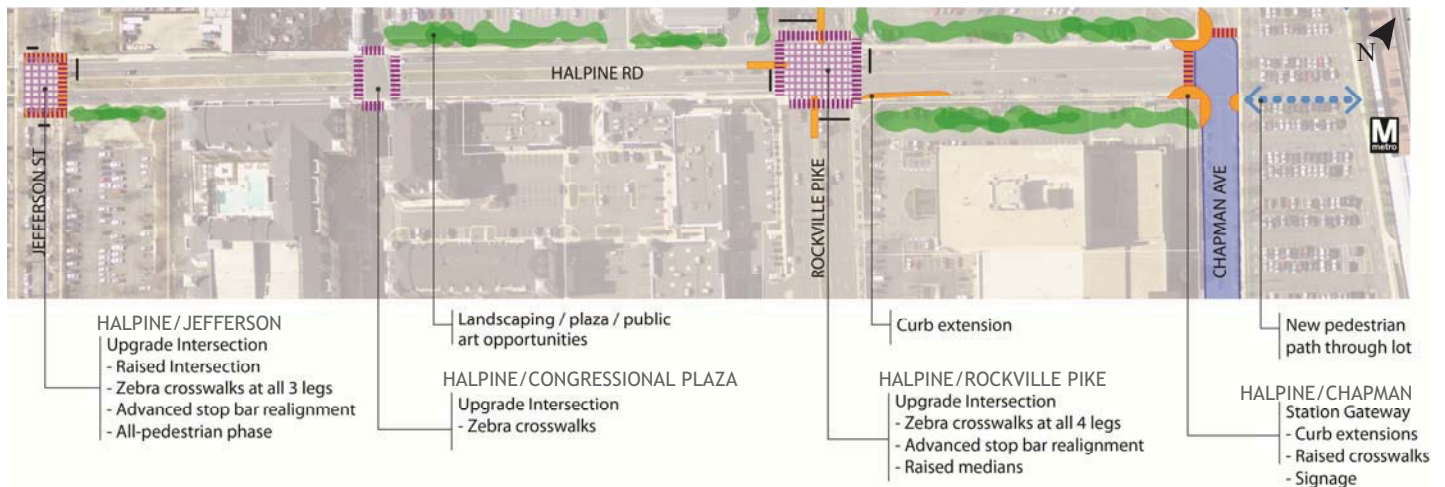 N
HALPINE RD
M
metro
JEFFERSON ST
ROCKVILLE PIKE
CHAPMAN AVE
HALPINE/JEFFERSON
Upgrade Intersection
- Raised Intersection
- Zebra crosswalks at all 3 legs
- Advanced stop bar realignment
- All-pedestrian phase
Landscaping / plaza / public
art opportunities
HALPINE/CONGRESSIONAL PLAZA
Upgrade Intersection
- Zebra crosswalks
Curb extension
HALPINE/ROCKVILLE PIKE
Upgrade Intersection
- Zebra crosswalks at all 4 legs
- Advanced stop bar realignment
- Raised medians
New pedestrian
path through lot
HALPINE/CHAPMAN
Station Gateway
- Curb extensions
- Raised crosswalks
- Signage